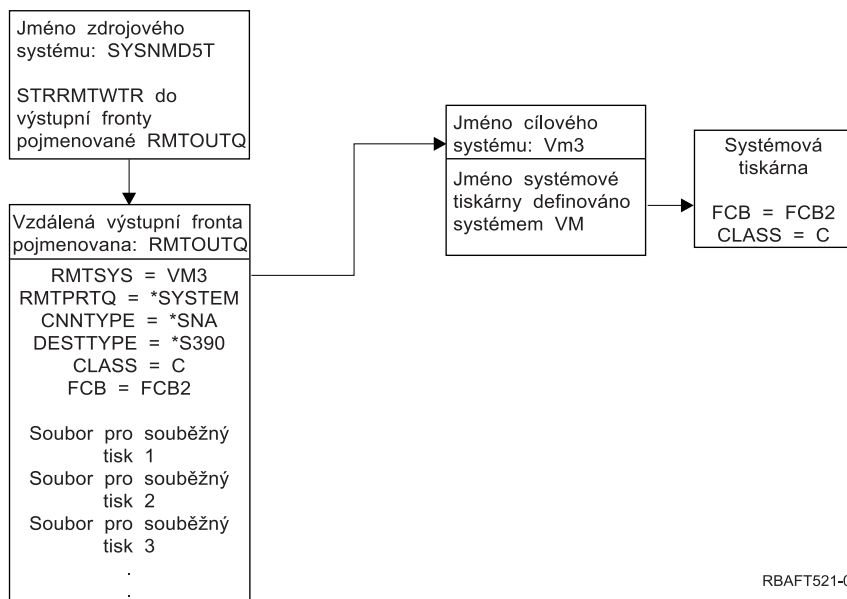 Jméno zdrojového
systému: SYSNMD5T
STRRMTWTR do
výstupní fronty
pojmenované RMTOUTQ
Vzdálená výstupní fronta
pojmenovana: RMTOUTQ
RMTSYS = VM3
RMTPRTQ = *SYSTEM
CNNTYPE = *SNA
DESTTYPE = *S390
CLASS = C
FCB = FCB2
Soubor pro souběžný
tisk 1
Soubor pro souběžný
tisk 2
Soubor pro souběžný
tisk 3
.
.
Jméno cílového
systému: Vm3
Jméno systémové
tiskárny definováno
systémem VM
Systémová
tiskárna
FCB = FCB2
CLASS = C
RBAFT521-0